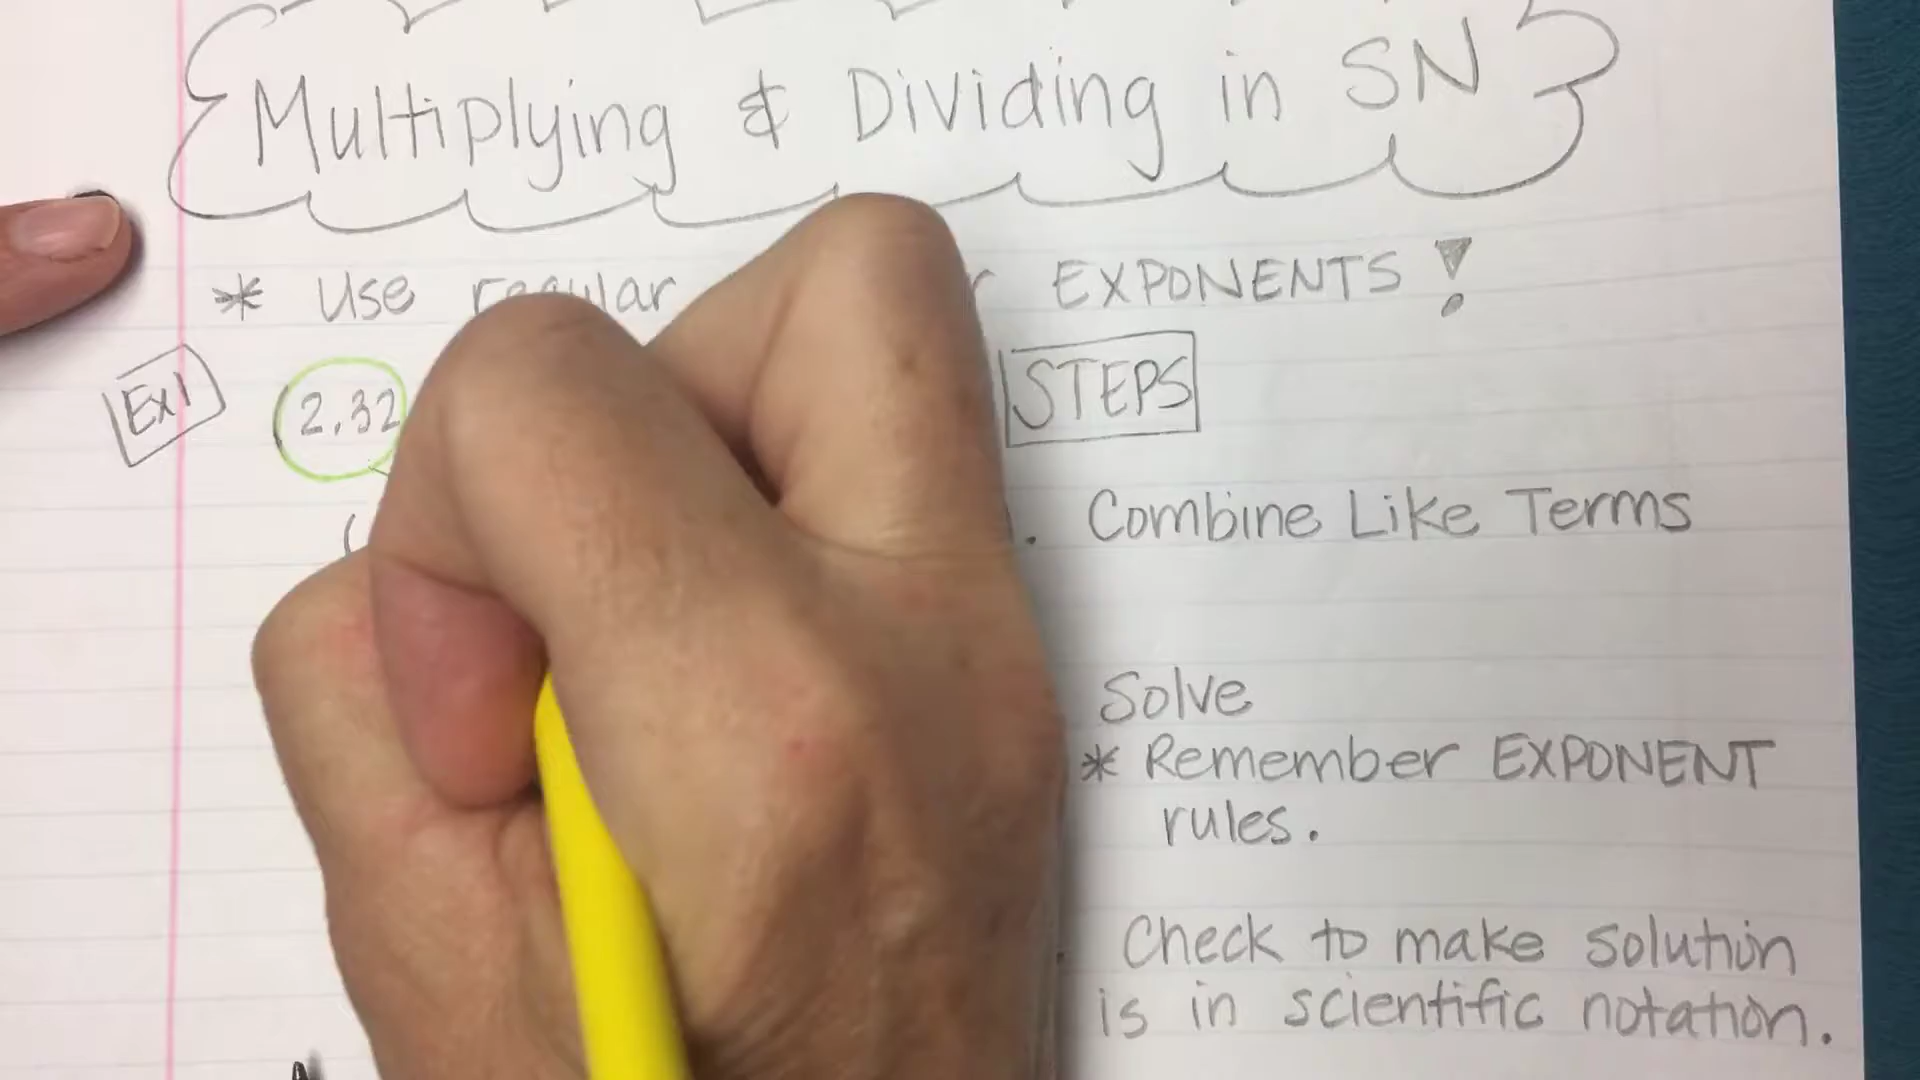 Multiplying & Dividing in SN
* Use regular EXPONENTS!
Ex1
2.32
STEPS
. Combine Like Terms
Solve
* Remember EXPONENT
rules.
Check to make solution
is in scientific notation.